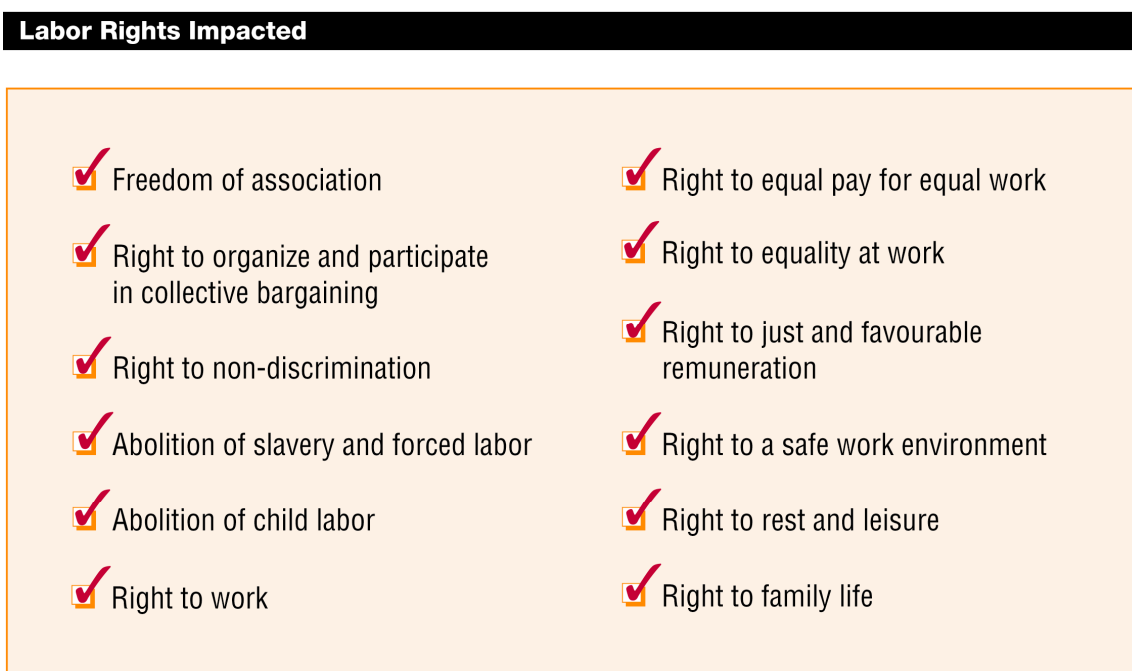 Labor Rights Impacted
Freedom of association
Right to organize and participate
in collective bargaining
Right to non-discrimination
Abolition of slavery and forced labor
Abolition of child labor
Right to work
Right to equal pay for equal work
Right to equality at work
Right to just and favourable
remuneration
Right to a safe work environment
Right to rest and leisure
Right to family life